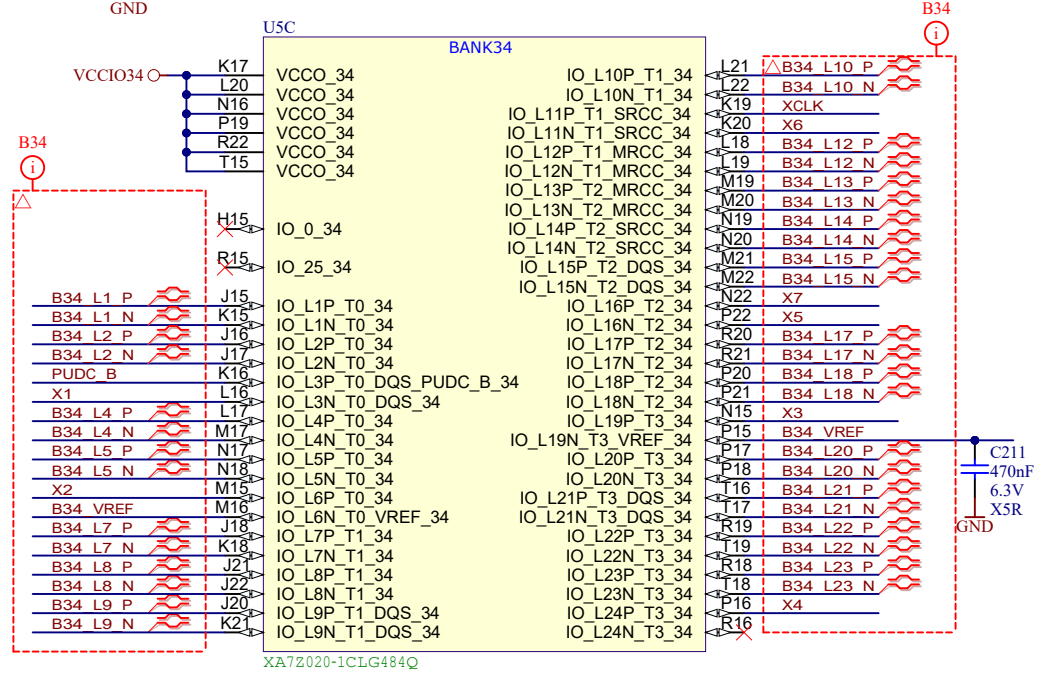 GND
B34
U5C
BANK34
VCCIO34
K17 VCCO_34
L20 VCCO_34
N16 VCCO_34
P19 VCCO_34
R22 VCCO_34
T15 VCCO_34
B34
H15 IO_0_34
R15 IO_25_34
B34_L1_P J15 IO_L1P_T0_34
B34_L1_N K15 IO_L1N_T0_34
B34_L2_P J16 IO_L2P_T0_34
B34_L2_N J17 IO_L2N_T0_34
PUDC_B K16 IO_L3P_T0_DQS_PUDC_B_34
X1 L16 IO_L3N_T0_DQS_34
B34_L4_P L17 IO_L4P_T0_34
B34_L4_N M17 IO_L4N_T0_34
B34_L5_P N17 IO_L5P_T0_34
B34_L5_N N18 IO_L5N_T0_34
X2 M15 IO_L6P_T0_34
B34_VREF M16 IO_L6N_T0_VREF_34
B34_L7_P J18 IO_L7P_T1_34
B34_L7_N K18 IO_L7N_T1_34
B34_L8_P J21 IO_L8P_T1_34
B34_L8_N J22 IO_L8N_T1_34
B34_L9_P J20 IO_L9P_T1_DQS_34
B34_L9_N K21 IO_L9N_T1_DQS_34
IO_L10P_T1_34 L21 B34_L10_P
IO_L10N_T1_34 L22 B34_L10_N
IO_L11P_T1_SRCC_34 K19 XCLK
IO_L11N_T1_SRCC_34 K20 X6
IO_L12P_T1_MRCC_34 L18 B34_L12_P
IO_L12N_T1_MRCC_34 L19 B34_L12_N
IO_L13P_T2_MRCC_34 M19 B34_L13_P
IO_L13N_T2_MRCC_34 M20 B34_L13_N
IO_L14P_T2_SRCC_34 N19 B34_L14_P
IO_L14N_T2_SRCC_34 N20 B34_L14_N
IO_L15P_T2_DQS_34 M21 B34_L15_P
IO_L15N_T2_DQS_34 M22 B34_L15_N
IO_L16P_T2_34 N22 X7
IO_L16N_T2_34 P22 X5
IO_L17P_T2_34 R20 B34_L17_P
IO_L17N_T2_34 R21 B34_L17_N
IO_L18P_T2_34 P20 B34_L18_P
IO_L18N_T2_34 P21 B34_L18_N
IO_L19P_T3_34 N15 X3
IO_L19N_T3_VREF_34 P15 B34_VREF
IO_L20P_T3_34 P17 B34_L20_P
IO_L20N_T3_34 P18 B34_L20_N
IO_L21P_T3_DQS_34 T16 B34_L21_P
IO_L21N_T3_DQS_34 T17 B34_L21_N
IO_L22P_T3_34 R19 B34_L22_P
IO_L22N_T3_34 T19 B34_L22_N
IO_L23P_T3_34 R18 B34_L23_P
IO_L23N_T3_34 T18 B34_L23_N
IO_L24P_T3_34 P16 X4
IO_L24N_T3_34 R16
C211
470nF
6.3V
X5R
GND
XA7Z020-1CLG484Q